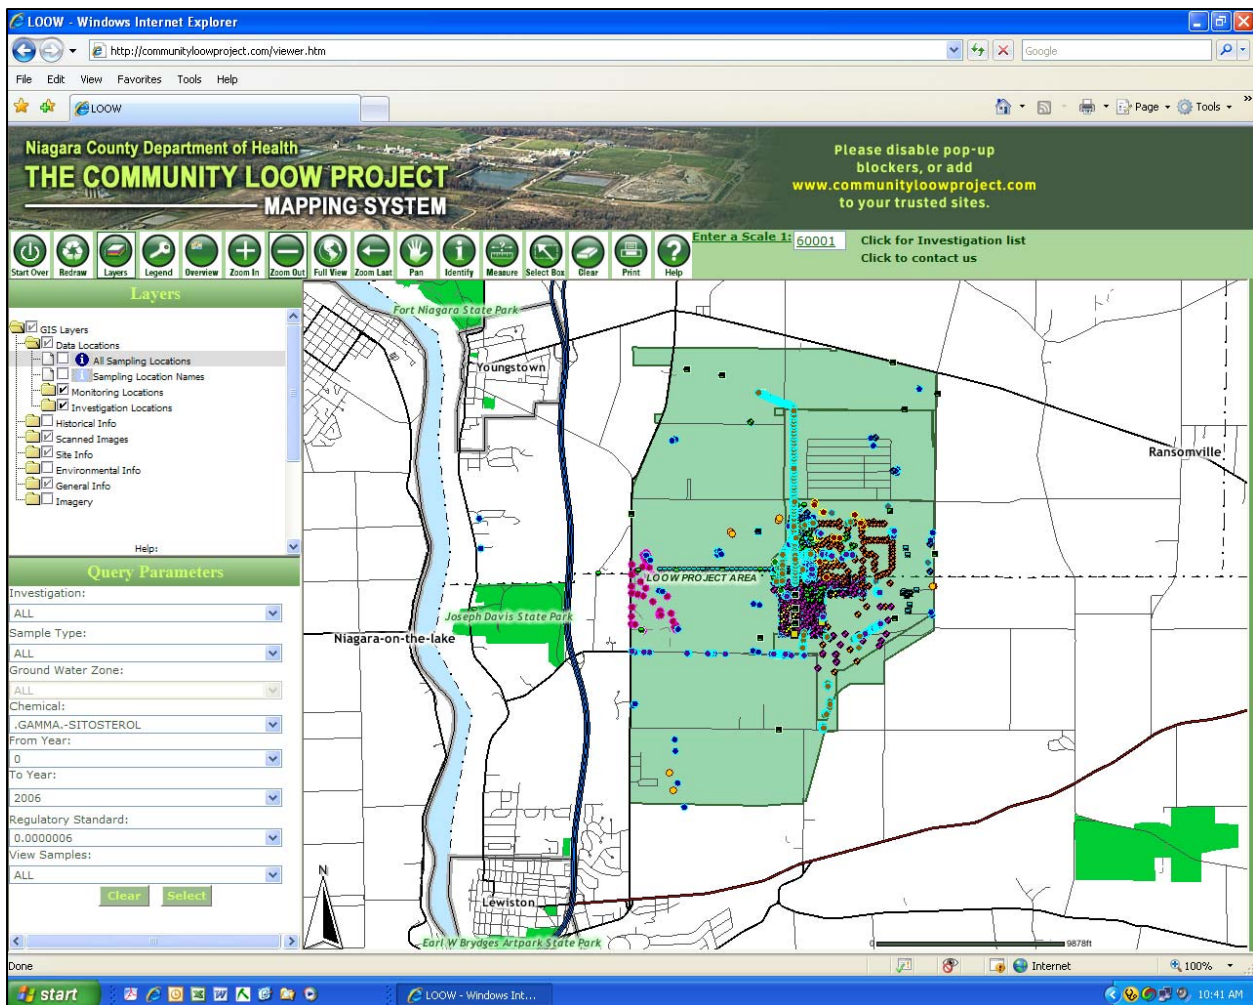 LOOW - Windows Internet Explorer
http://communityloowproject.com/viewer.htm
Google
File Edit View Favorites Tools Help
LOOW
Page Tools
Niagara County Department of Health
THE COMMUNITY LOOW PROJECT
MAPPING SYSTEM
Please disable pop-up
blockers, or add
www.communityloowproject.com
to your trusted sites.
Start Over Redraw Layers Legend Overview Zoom In Zoom Out Full View Zoom Last Pan Identify Measure Select Box Clear Print Help
Enter a Scale 1: 60001
Click for Investigation list
Click to contact us
Layers
GIS Layers
Data Locations
All Sampling Locations
Sampling Location Names
Monitoring Locations
Investigation Locations
Historical Info
Scanned Images
Site Info
Environmental Info
General Info
Imagery
Help:
Query Parameters
Investigation:
ALL
Sample Type:
ALL
Ground Water Zone:
ALL
Chemical:
.GAMMA.-SITOSTEROL
From Year:
0
To Year:
2006
Regulatory Standard:
0.0000006
View Samples:
ALL
Clear Select
Fort Niagara State Park
Youngstown
Ransomville
LOOW PROJECT AREA
Joseph Davis State Park
Niagara-on-the-lake
Lewiston
Earl W Brydges Artpark State Park
N
0 9878ft
Done
Internet
100%
start
LOOW - Windows Int...
10:41 AM